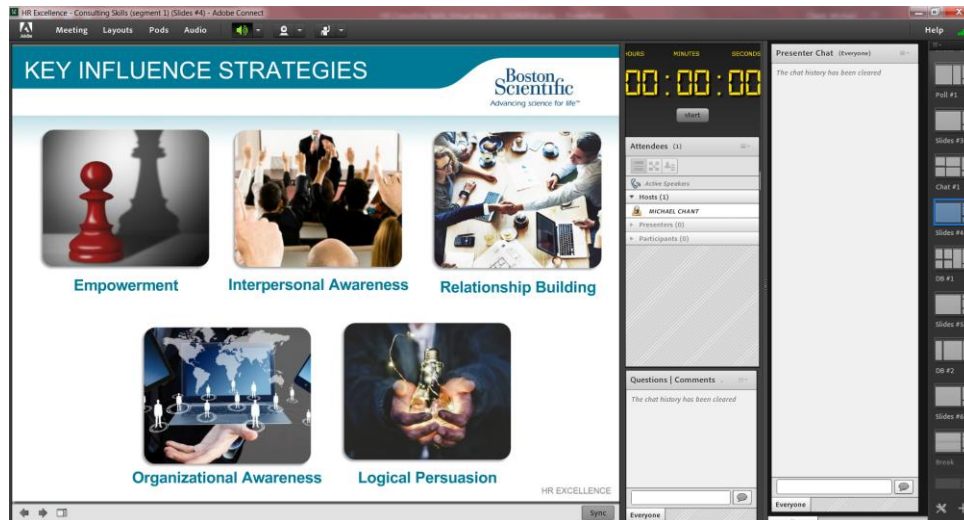 HR Excellence - Consulting Skills (segment 1) (Slides #4) - Adobe Connect
Adobe
Meeting Layouts Pods Audio
Help
KEY INFLUENCE STRATEGIES
Boston
Scientific
Advancing science for life™
Empowerment
Interpersonal Awareness
Relationship Building
Organizational Awareness
Logical Persuasion
HR EXCELLENCE
Sync
HOURS MINUTES SECONDS
00:00:00
start
Attendees (1)
Active Speakers
Hosts (1)
MICHAEL CHANT
Presenters (0)
Participants (0)
Questions | Comments
The chat history has been cleared
Everyone
Presenter Chat (Everyone)
The chat history has been cleared
Everyone
Poll #1
Slides #3
Chat #1
Slides #4
DB #1
Slides #5
DB #2
Slides #6
Break